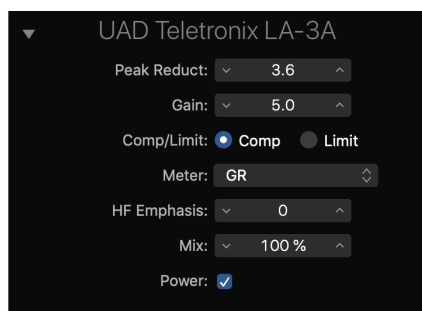 UAD Teletronix LA-3A
Peak Reduct: 3.6
Gain: 5.0
Comp/Limit: Comp Limit
Meter: GR
HF Emphasis: 0
Mix: 100 %
Power: